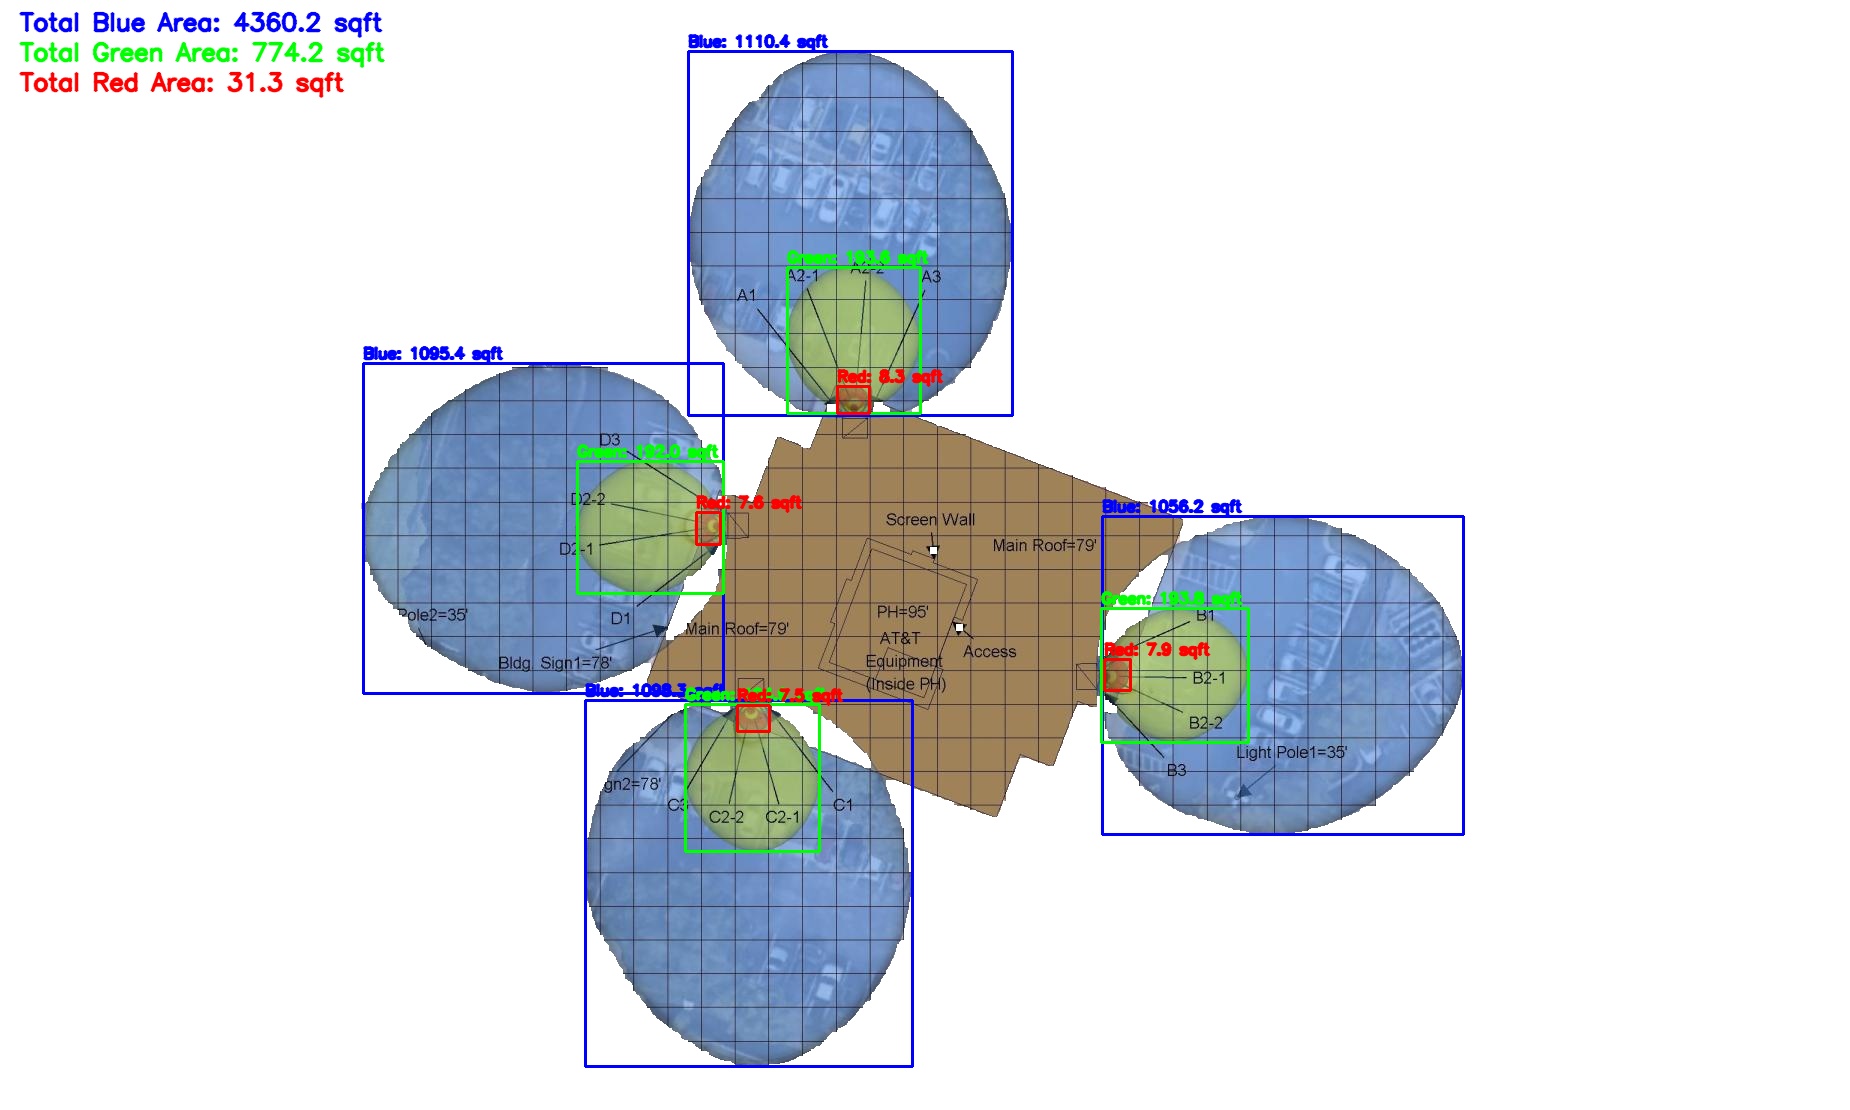 Total Blue Area: 4360.2 sqft
Total Green Area: 774.2 sqft
Total Red Area: 31.3 sqft
Blue: 1110.4 sqft
Green: 193.6 sqft
A2-1
A2-2
A3
A1
Blue: 1095.4 sqft
Red: 8.3 sqft
D3
Green: sqft
D2-2
Red: 7.6 sqft
Blue: 1056.2 sqft
Screen Wall
Main Roof=79'
D2-1
Green: 193.8 sqft
PH=95'
Pole2=35'
D1
B1
Main Roof=79'
AT&T
Access
Red: 7.9 sqft
Bldg. Sign1=78'
Equipment
(Inside PH)
B2-1
Blue: 1098.3 sqft
Green: sqft
Red: 7.5 sqft
B2-2
Light Pole1=35'
B3
gn2=78'
C3
C1
C2-2
C2-1